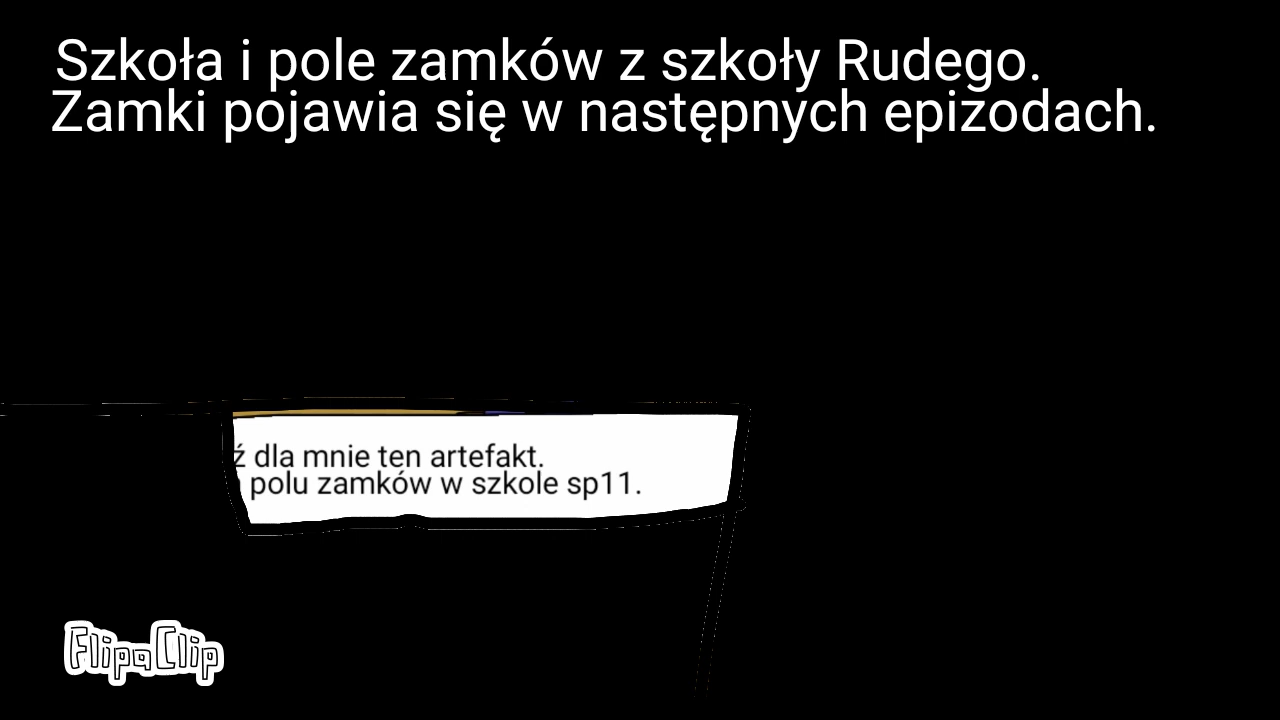 Szkoła i pole zamków z szkoły Rudego.
Zamki pojawia się w następnych epizodach.
dla mnie ten artefakt.
polu zamków w szkole sp11.
FlipaClip